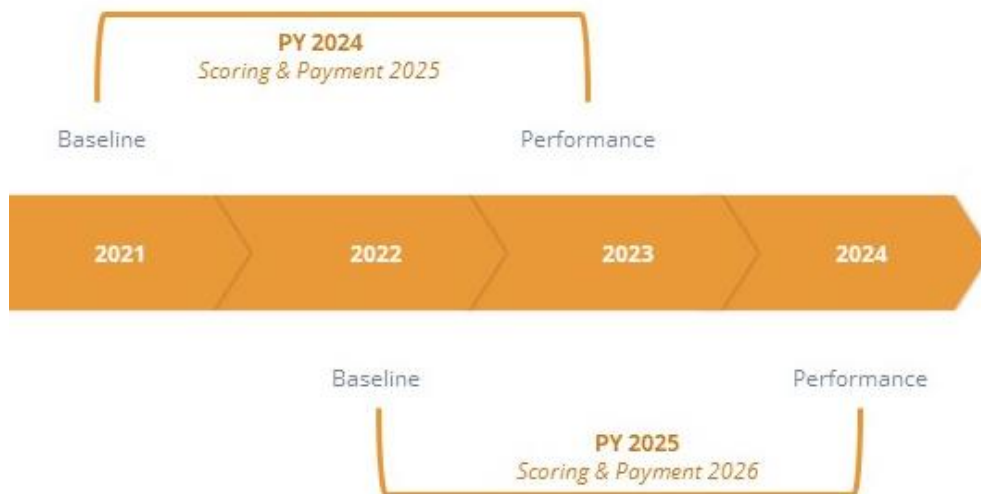 PY 2024
Scoring & Payment 2025
Baseline Performance
2021 2022 2023 2024
Baseline Performance
PY 2025
Scoring & Payment 2026